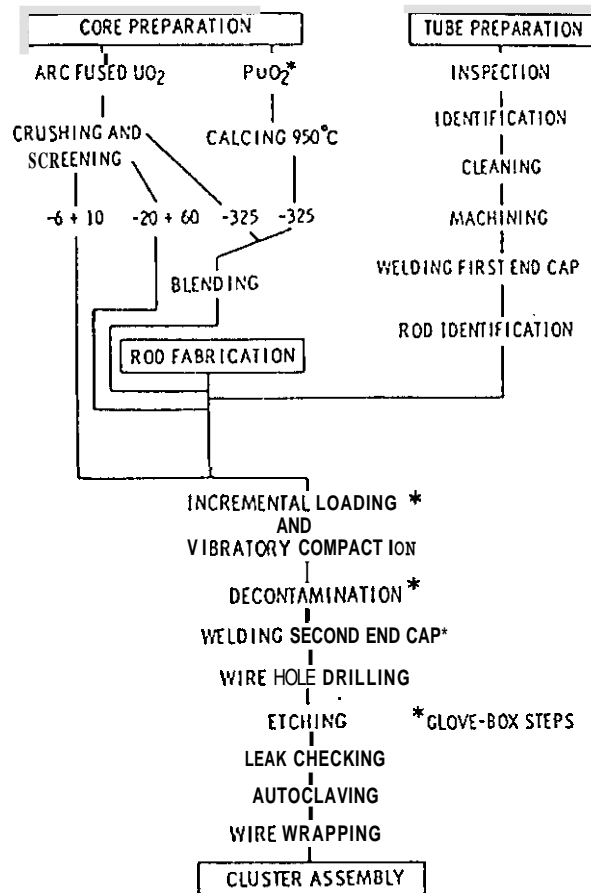 CORE PREPARATION
TUBE PREPARATION
ARC FUSED UO2
PuO2*
INSPECTION
CRUSHING AND
SCREENING
CALCING 950°C
IDENTIFICATION
CLEANING
-6 + 10
-20 + 60
-325
-325
MACHINING
BLENDING
WELDING FIRST END CAP
ROD FABRICATION
ROD IDENTIFICATION
INCREMENTAL LOADING *
AND
VIBRATORY COMPACTION
DECONTAMINATION *
WELDING SECOND END CAP*
WIRE HOLE DRILLING
ETCHING
*GLOVE-BOX STEPS
LEAK CHECKING
AUTOCLAVING
WIRE WRAPPING
CLUSTER ASSEMBLY